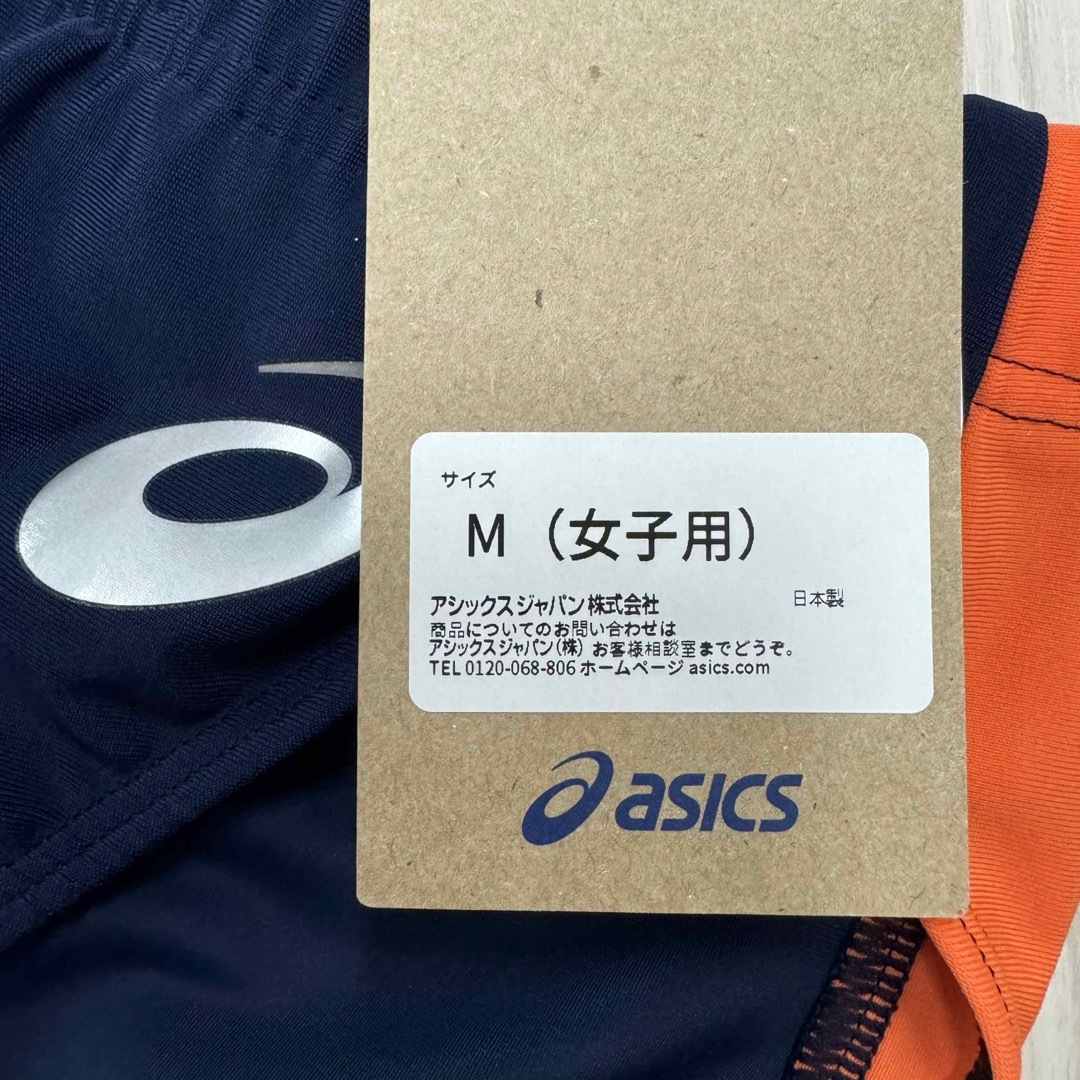 サイズ
M（女子用）
アシックスジャパン株式会社 日本製
商品についてのお問い合わせは
アシックスジャパン(株) お客様相談室までどうぞ。
TEL 0120-068-806 ホームページ asics.com
asics